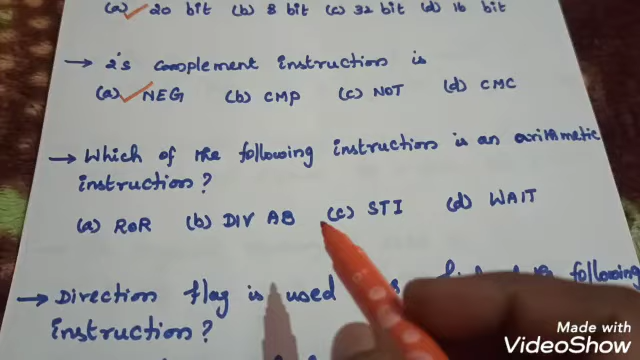 (a) 20 bit (b) 8 bit (c) 32 bit (d) 16 bit
→ 2's complement instruction is
(a) NEG (b) CMP (c) NOT (d) CMC
→ Which of the following instruction is an arithmetic
instruction?
(a) ROR (b) DIV AB (c) STI (d) WAIT
→ Direction flag is used following
instruction?
Made with
VideoShow